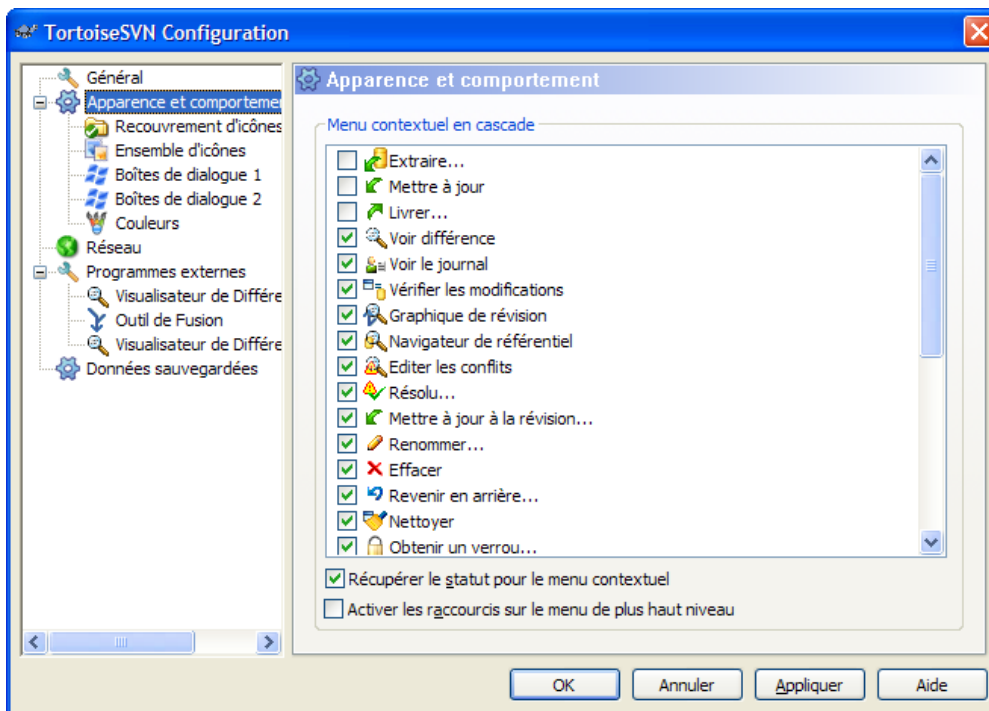 TortoiseSVN Configuration
Général
Apparence et comportemen
Recouvrement d'icônes
Ensemble d'icônes
Boîtes de dialogue 1
Boîtes de dialogue 2
Couleurs
Réseau
Programmes externes
Visualisateur de Différe
Outil de Fusion
Visualisateur de Différe
Données sauvegardées
Apparence et comportement
Menu contextuel en cascade
Extraire...
Mettre à jour
Livrer...
Voir différence
Voir le journal
Vérifier les modifications
Graphique de révision
Navigateur de référentiel
Editer les conflits
Résolu...
Mettre à jour à la révision...
Renommer...
Effacer
Revenir en arrière...
Nettoyer
Obtenir un verrou...
Récupérer le statut pour le menu contextuel
Activer les raccourcis sur le menu de plus haut niveau
OK
Annuler
Appliquer
Aide